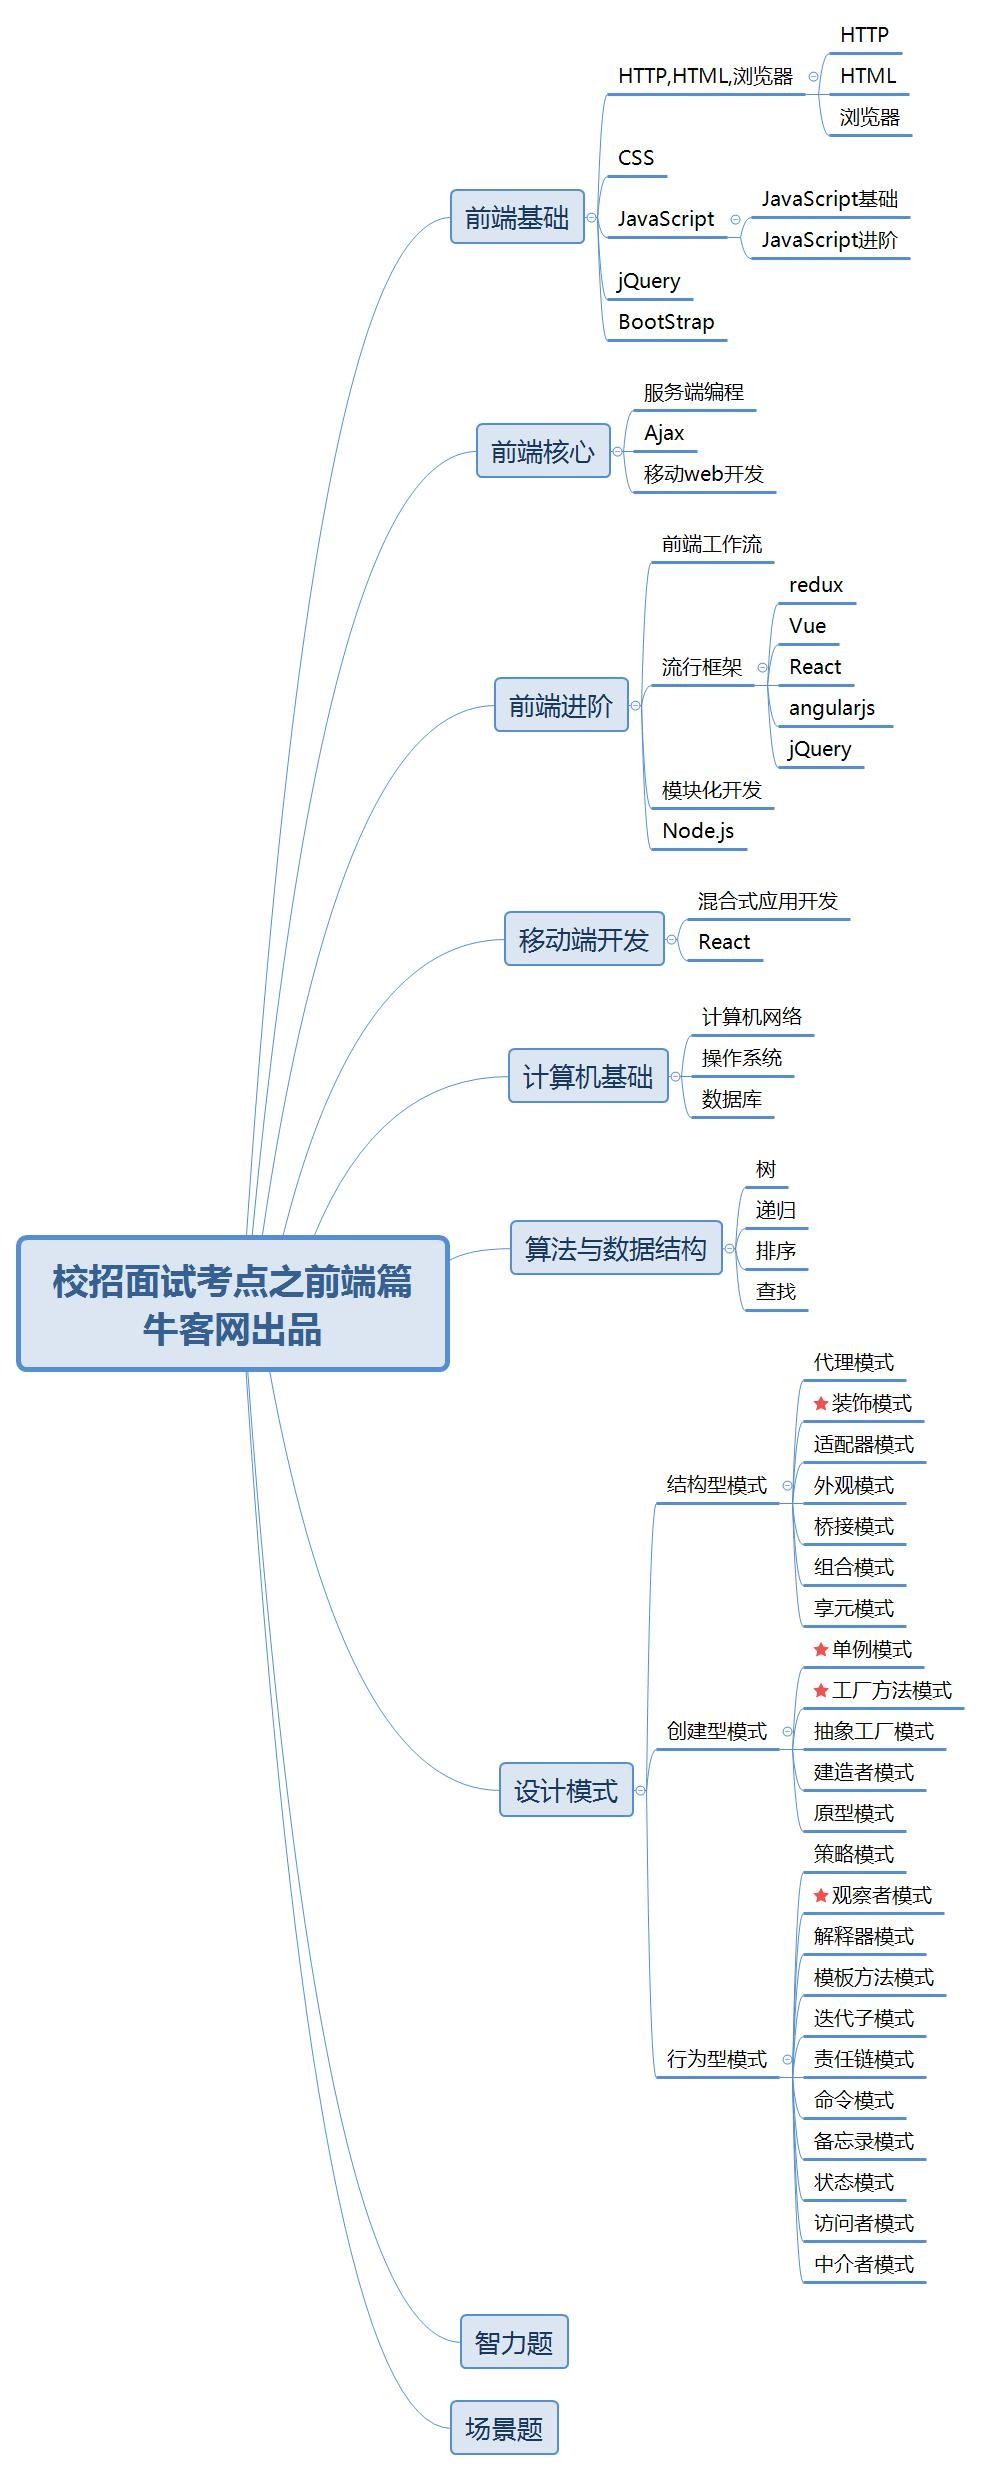 校招面试考点之前端篇
牛客网出品
前端基础
HTTP,HTML,浏览器
HTTP
HTML
浏览器
CSS
JavaScript
JavaScript基础
JavaScript进阶
jQuery
BootStrap
前端核心
服务端编程
Ajax
移动web开发
前端进阶
前端工作流
流行框架
redux
Vue
React
angularjs
jQuery
模块化开发
Node.js
移动端开发
混合式应用开发
React
计算机基础
计算机网络
操作系统
数据库
算法与数据结构
树
递归
排序
查找
设计模式
结构型模式
代理模式
装饰模式
适配器模式
外观模式
桥接模式
组合模式
享元模式
创建型模式
单例模式
工厂方法模式
抽象工厂模式
建造者模式
原型模式
行为型模式
策略模式
观察者模式
解释器模式
模板方法模式
迭代子模式
责任链模式
命令模式
备忘录模式
状态模式
访问者模式
中介者模式
智力题
场景题